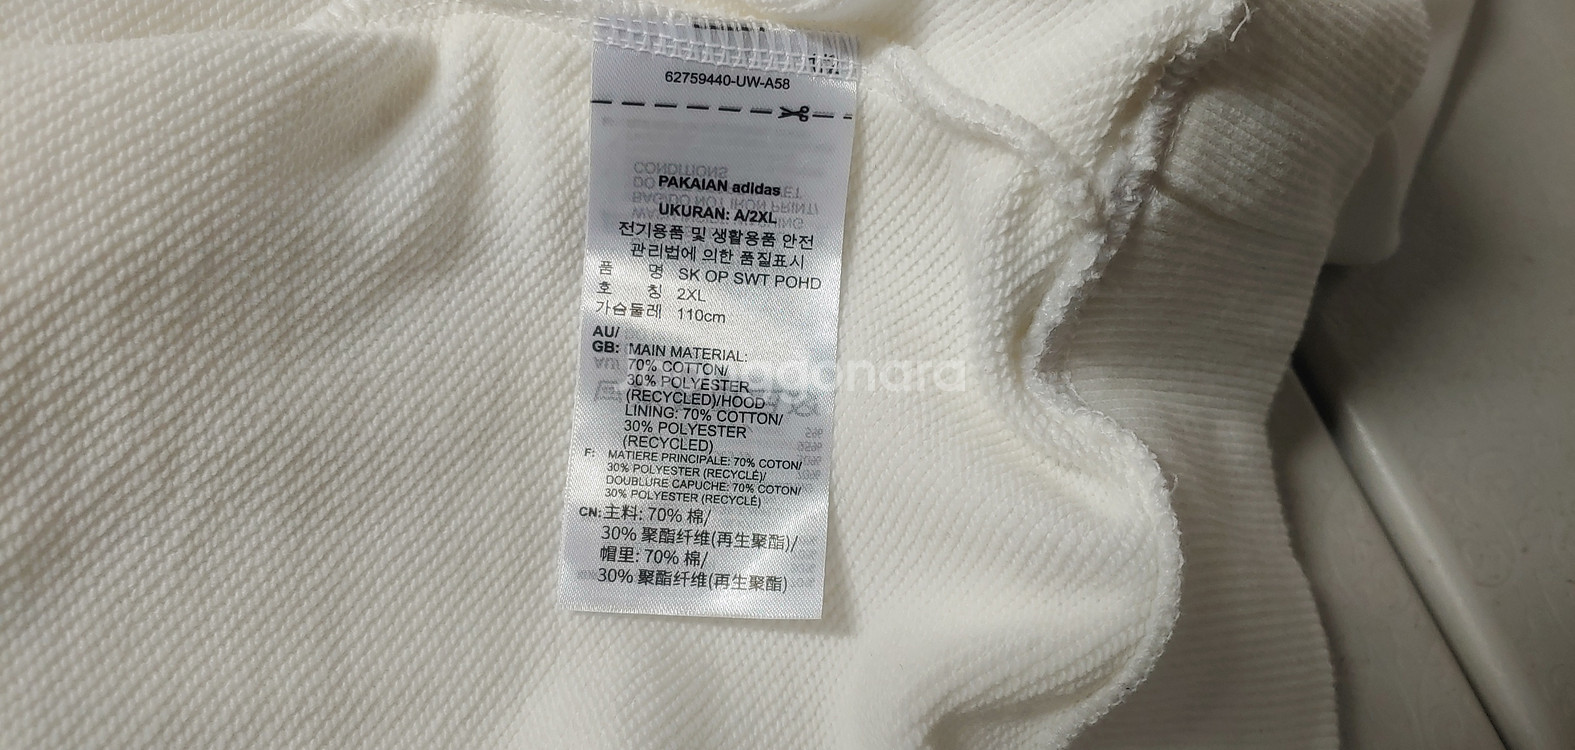 62759440-UW-A58
PAKAIAN adidas
UKURAN: A/2XL
전기용품 및 생활용품 안전
관리법에 의한 품질표시
품 명 SK OP SWT POHD
호 칭 2XL
가슴둘레 110cm
AU/
GB: MAIN MATERIAL:
70% COTTON/
30% POLYESTER
(RECYCLED)/HOOD
LINING: 70% COTTON/
30% POLYESTER
(RECYCLED)
F: MATIERE PRINCIPALE: 70% COTON/
30% POLYESTER (RECYCLÉ)/
DOUBLURE CAPUCHE: 70% COTON/
30% POLYESTER (RECYCLÉ)
CN: 主料: 70% 棉/
30% 聚酯纤维(再生聚酯)/
帽里: 70% 棉/
30% 聚酯纤维(再生聚酯)